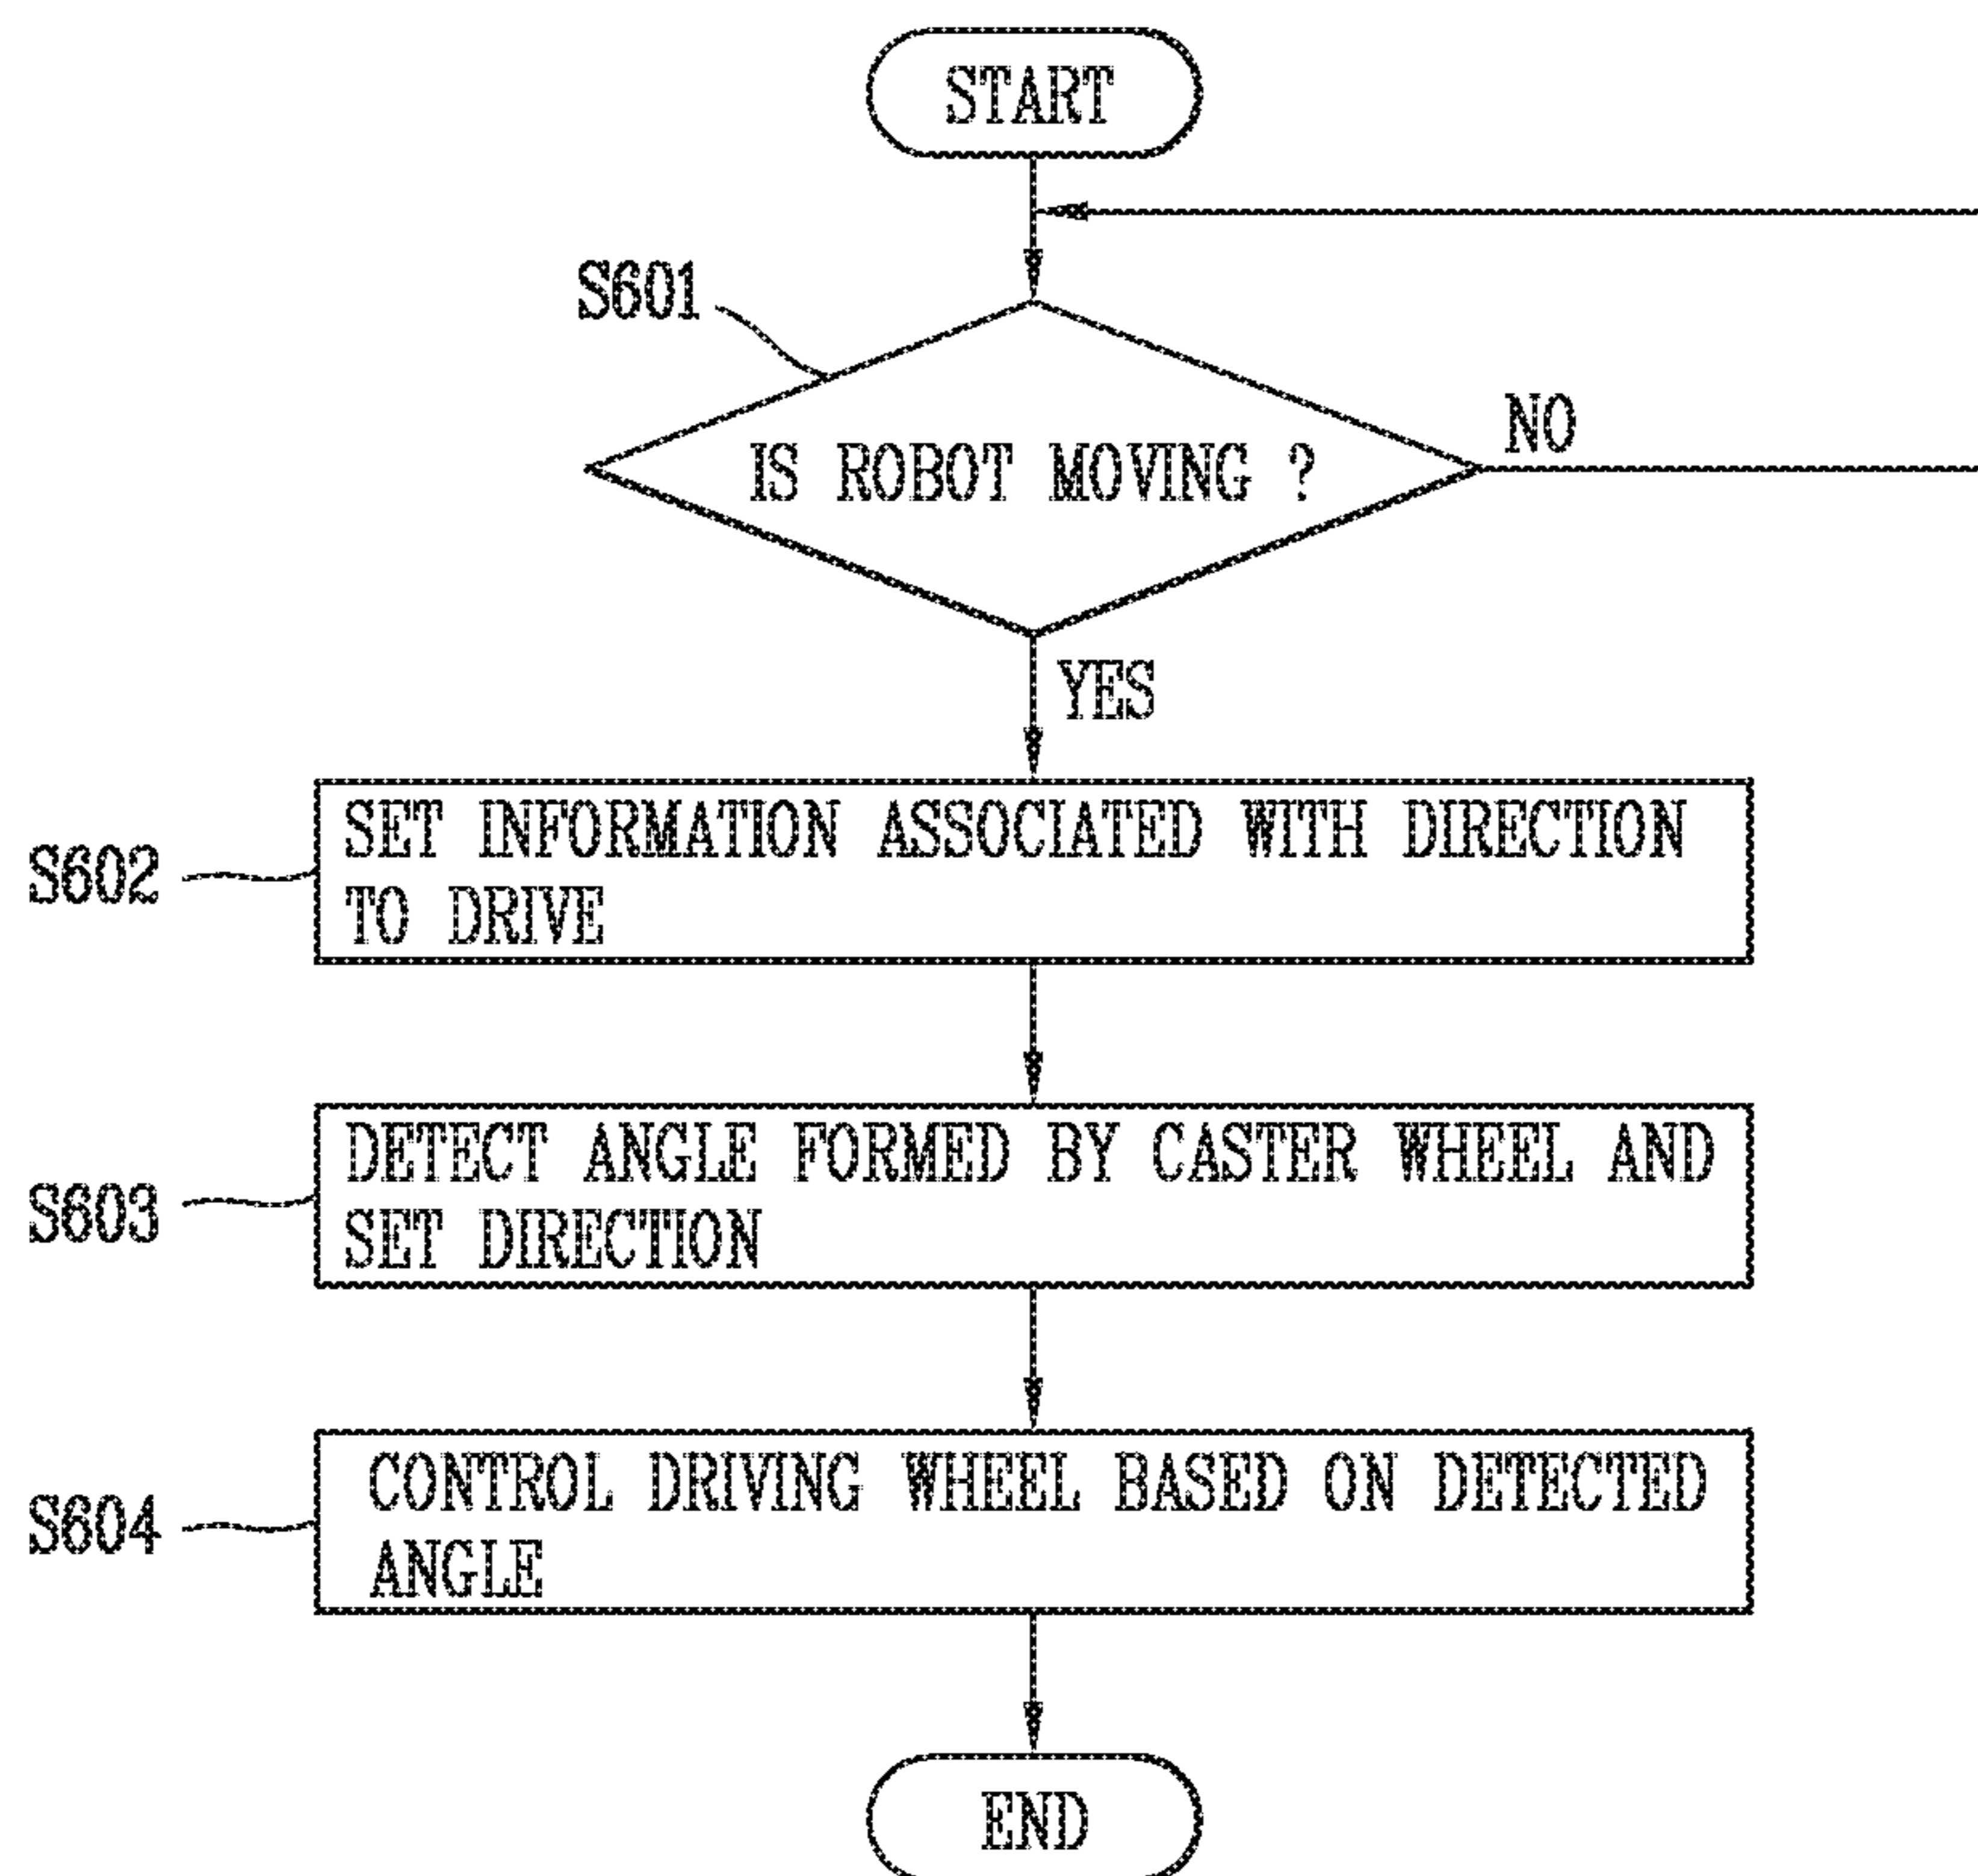 START
S601
IS ROBOT MOVING ?
NO
YES
S602
SET INFORMATION ASSOCIATED WITH DIRECTION
TO DRIVE
S603
DETECT ANGLE FORMED BY CASTER WHEEL AND
SET DIRECTION
S604
CONTROL DRIVING WHEEL BASED ON DETECTED
ANGLE
END